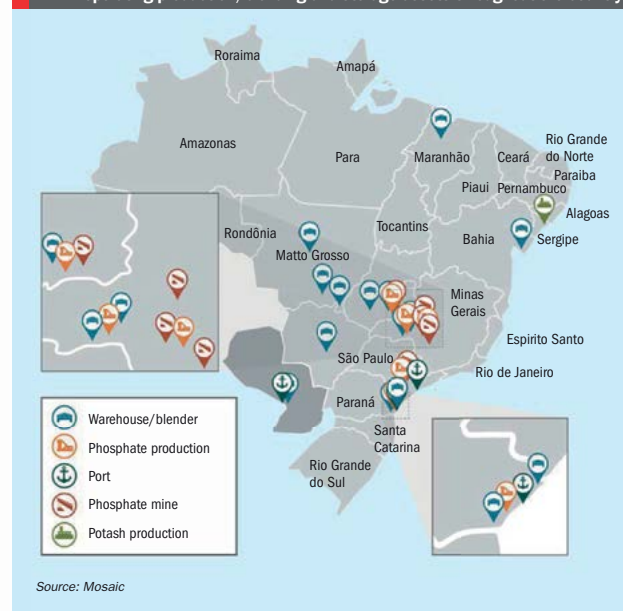 Roraima
Amapá
Amazonas
Para
Maranhão
Ceará
Rio Grande
do Norte
Paraiba
Piaui
Pernambuco
Alagoas
Rondônia
Tocantins
Bahia
Sergipe
Matto Grosso
Minas
Gerais
Espirito Santo
São Paulo
Rio de Janeiro
Paraná
Santa
Catarina
Rio Grande
do Sul
Warehouse/blender
Phosphate production
Port
Phosphate mine
Potash production
Source: Mosaic